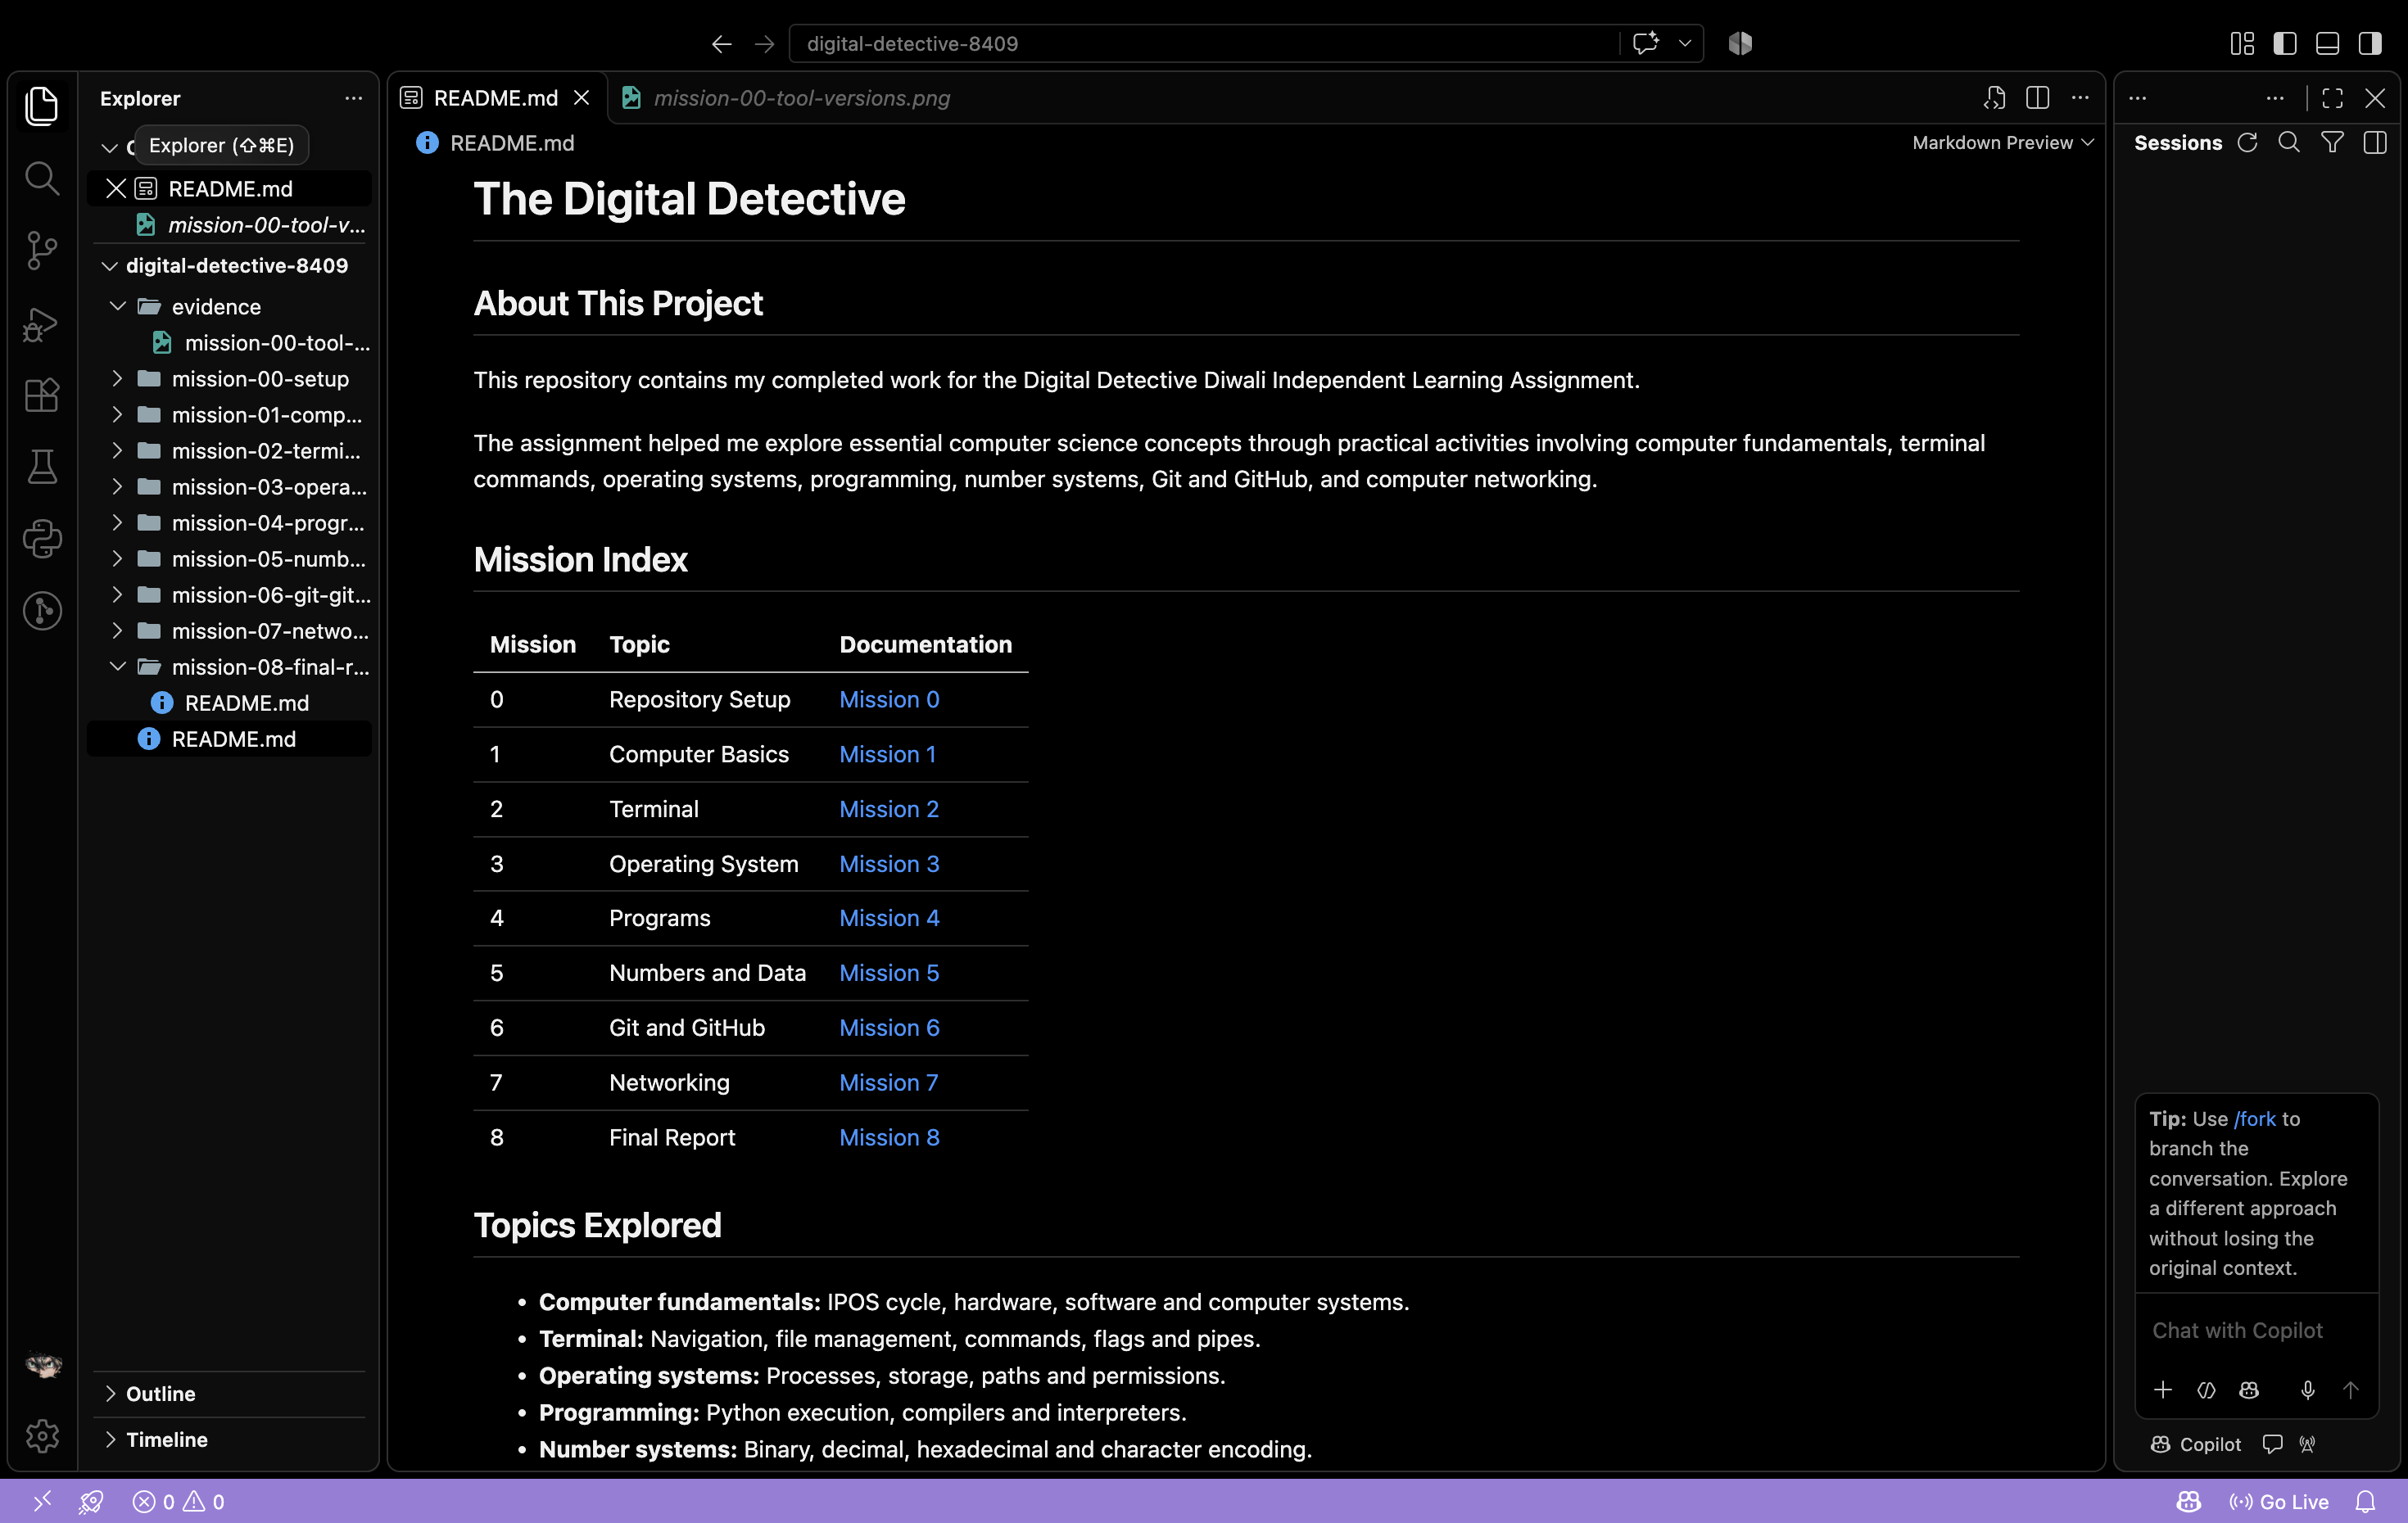 digital-detective-8409
Explorer
Explorer (⇧⌘E)
README.md
mission-00-tool-v...
digital-detective-8409
evidence
mission-00-tool-...
mission-00-setup
mission-01-comp...
mission-02-termi...
mission-03-opera...
mission-04-progr...
mission-05-numb...
mission-06-git-git...
mission-07-netwo...
mission-08-final-r...
README.md
README.md
Outline
Timeline
README.md
mission-00-tool-versions.png
README.md
Markdown Preview
The Digital Detective
About This Project
This repository contains my completed work for the Digital Detective Diwali Independent Learning Assignment.
The assignment helped me explore essential computer science concepts through practical activities involving computer fundamentals, terminal
commands, operating systems, programming, number systems, Git and GitHub, and computer networking.
Mission Index
Mission Topic Documentation
0 Repository Setup Mission 0
1 Computer Basics Mission 1
2 Terminal Mission 2
3 Operating System Mission 3
4 Programs Mission 4
5 Numbers and Data Mission 5
6 Git and GitHub Mission 6
7 Networking Mission 7
8 Final Report Mission 8
Topics Explored
• Computer fundamentals: IPOS cycle, hardware, software and computer systems.
• Terminal: Navigation, file management, commands, flags and pipes.
• Operating systems: Processes, storage, paths and permissions.
• Programming: Python execution, compilers and interpreters.
• Number systems: Binary, decimal, hexadecimal and character encoding.
Sessions
Tip: Use /fork to
branch the
conversation. Explore
a different approach
without losing the
original context.
Chat with Copilot
Copilot
0 0
Go Live